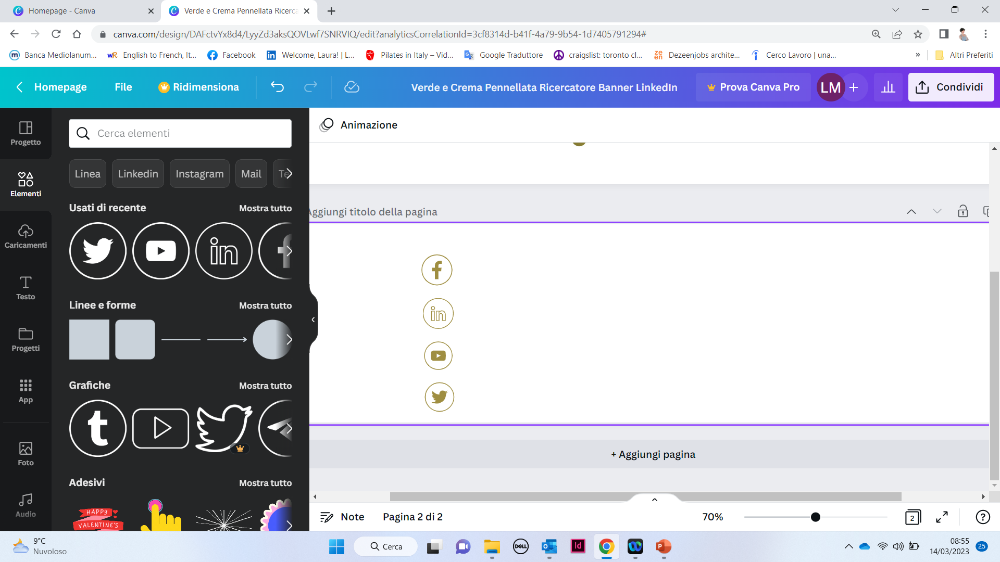 Homepage - Canva
Verde e Crema Pennellata Ricerca
canva.com/design/DAFctvYx8d4/LyyZd3aksQOVLwf7SNRVIQ/edit?analyticsCorrelationId=3cf8314d-b41f-4a79-9b54-1d7405791294#
Banca Mediolanum...
English to French, It...
Facebook
Welcome, Laura! | L...
Pilates in Italy – Vid...
Google Traduttore
craigslist: toronto cl...
Dezeenjobs archite...
Cerco Lavoro | una...
»
Altri Preferiti
Homepage
File
Ridimensiona
Verde e Crema Pennellata Ricercatore Banner LinkedIn
Prova Canva Pro
LM
+
Condividi
Progetto
Elementi
Caricamenti
Testo
Progetti
App
Foto
Audio
Cerca elementi
Linea
Linkedin
Instagram
Mail
Te
Usati di recente
Mostra tutto
in
f
Linee e forme
Mostra tutto
Grafiche
Mostra tutto
t
Adesivi
Mostra tutto
HAPPY
VALENTINE'S
Animazione
Aggiungi titolo della pagina
f
in
+ Aggiungi pagina
Note
Pagina 2 di 2
70%
2
?
9°C
Nuvoloso
Cerca
DELL
Id
08:55
14/03/2023
25